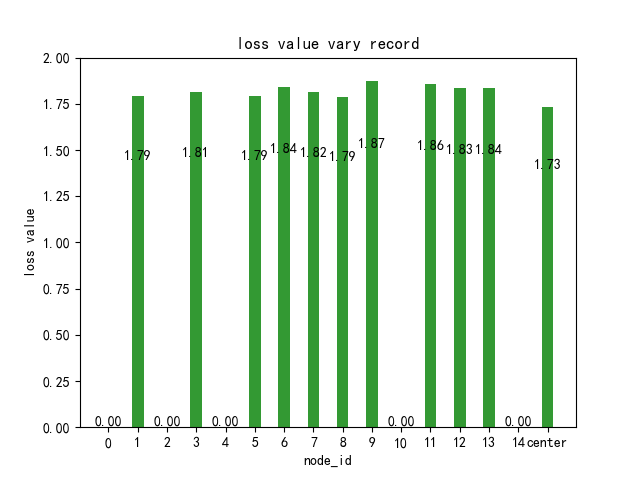 loss value vary record
2.00
1.75
1.50
1.25
1.00
0.75
0.50
0.25
0.00
loss value
0.00 1.79 0.00 1.81 0.00 1.79 1.84 1.82 1.79 1.87 0.00 1.86 1.83 1.84 0.00 1.73
0 1 2 3 4 5 6 7 8 9 10 11 12 13 14 center
node_id